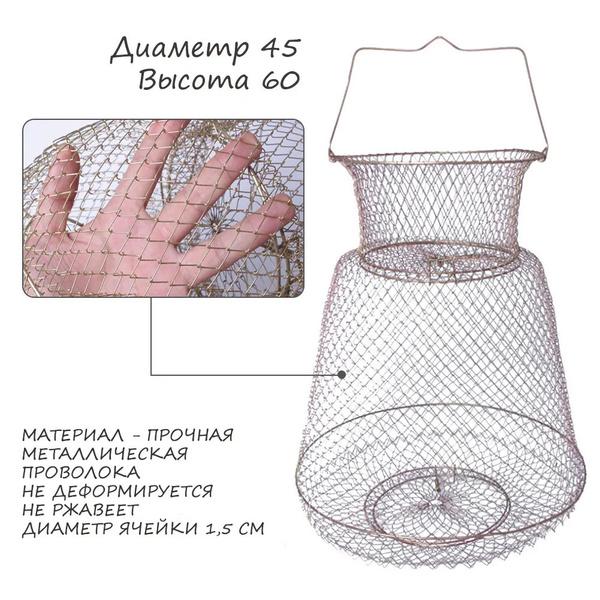 Диаметр 45
Высота 60
МАТЕРИАЛ - ПРОЧНАЯ
МЕТАЛЛИЧЕСКАЯ
ПРОВОЛОКА
НЕ ДЕФОРМИРУЕТСЯ
НЕ РЖАВЕЕТ
ДИАМЕТР ЯЧЕЙКИ 1,5 СМ